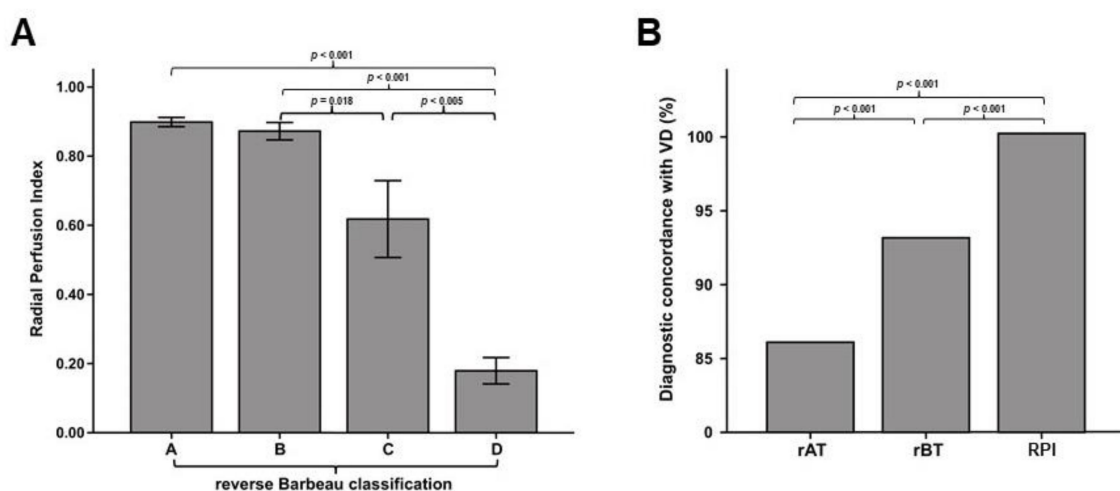 A
Radial Perfusion Index
p < 0.001
p < 0.001
p = 0.018
p < 0.005
1.00
0.80
0.60
0.40
0.20
0.00
A
B
C
D
reverse Barbeau classification
B
Diagnostic concordance with VD (%)
p < 0.001
p < 0.001
p < 0.001
100
95
90
85
0
rAT
rBT
RPI